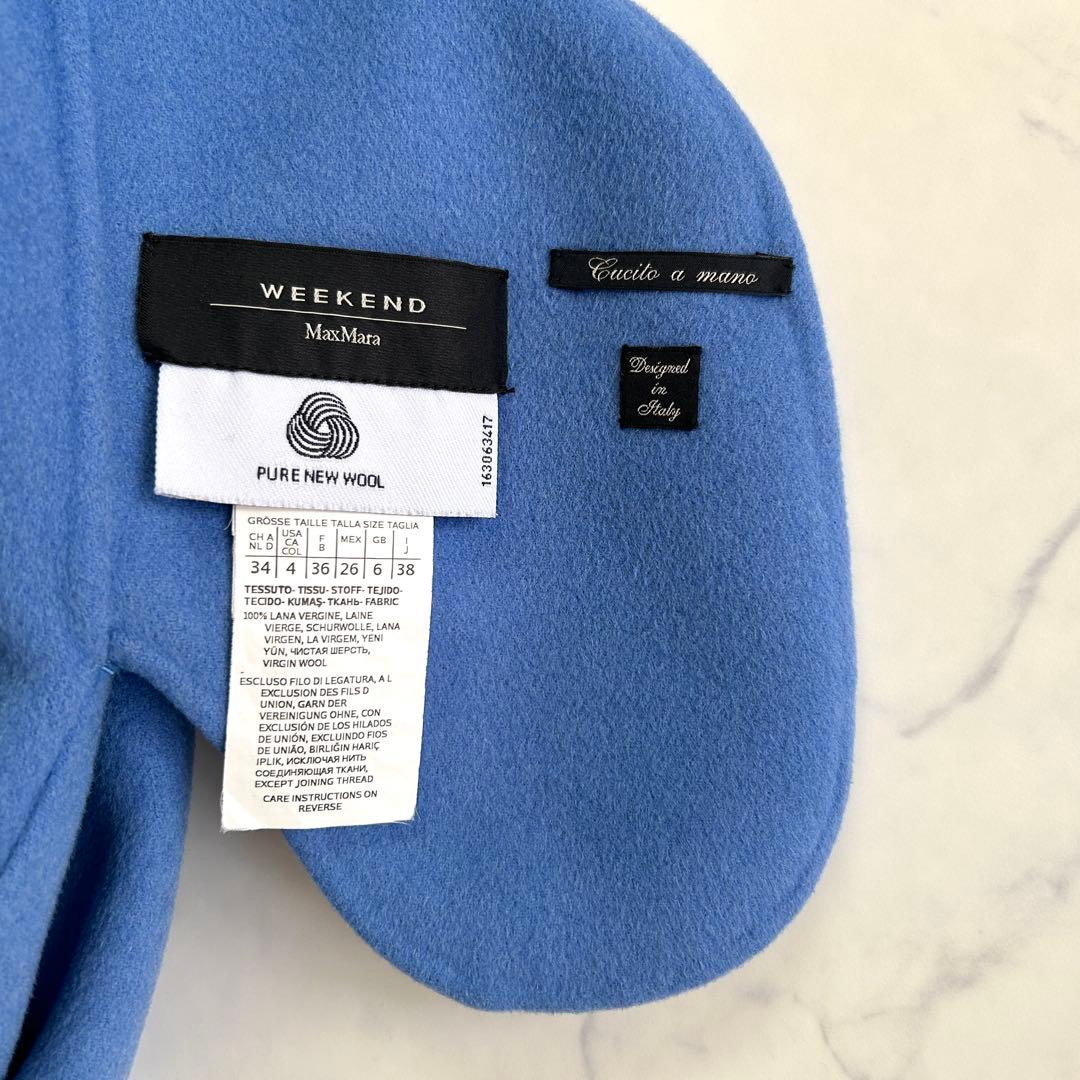 WEEKEND
MaxMara
PURE NEW WOOL
163063417
Cucito a mano
Designed
in
Italy
GRÖSSE TAILLE TALLA SIZE TAGLIA
CH A NL D USA CA COL F B MEX GB I J
34 4 36 26 6 38
TESSUTO- TISSU- STOFF- TEJIDO-
TECIDO- KUMAŞ- ТКАНЬ- FABRIC
100% LANA VERGINE, LAINE
VIERGE, SCHURWOLLE, LANA
VIRGEN, LA VIRGEM, YENI
YÜN, ЧИСТАЯ ШЕРСТЬ,
VIRGIN WOOL
ESCLUSO FILO DI LEGATURA, A L
EXCLUSION DES FILS D
UNION, GARN DER
VEREINIGUNG OHNE, CON
EXCLUSIÓN DE LOS HILADOS
DE UNIÓN, EXCLUINDO FIOS
DE UNIÃO, BIRLIĞIN HARIÇ
IPLIK, ИСКЛЮЧАЯ НИТЬ
СОЕДИНЯЮЩАЯ ТКАНИ,
EXCEPT JOINING THREAD
CARE INSTRUCTIONS ON
REVERSE